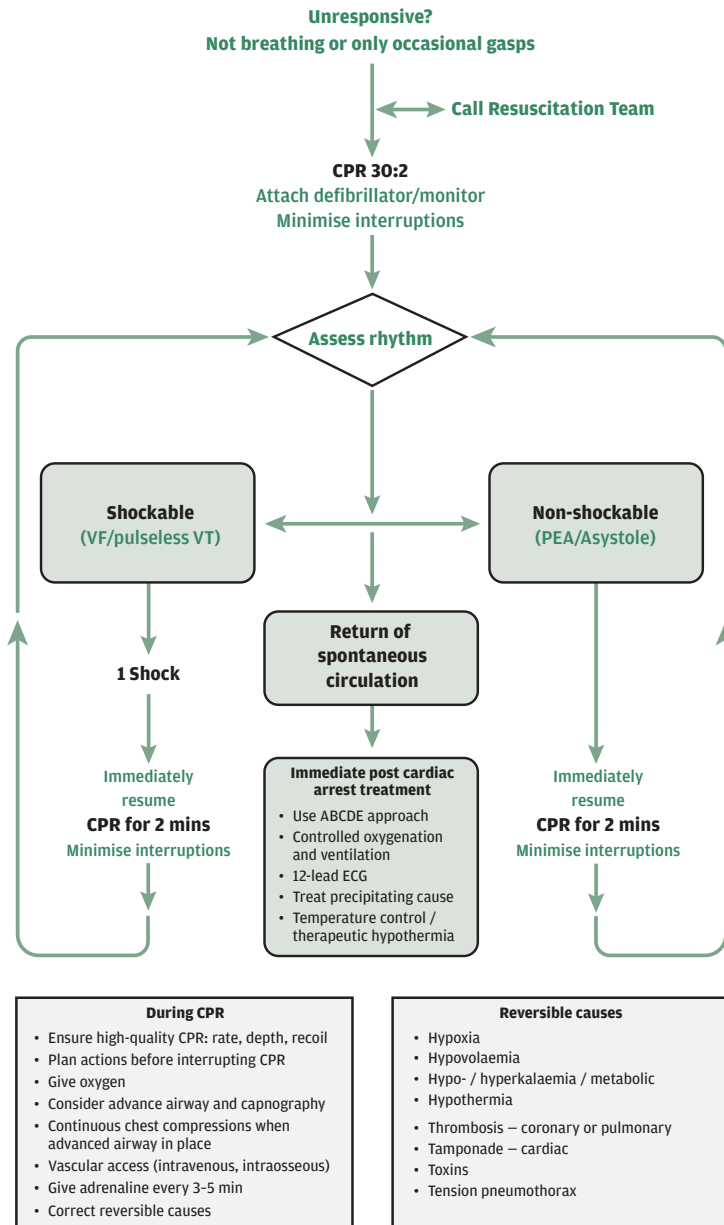 Unresponsive?
Not breathing or only occasional gasps
Call Resuscitation Team
CPR 30:2
Attach defibrillator/monitor
Minimise interruptions
Assess rhythm
Shockable
(VF/pulseless VT)
Non-shockable
(PEA/Asystole)
1 Shock
Return of
spontaneous
circulation
Immediately
resume
CPR for 2 mins
Minimise interruptions
Immediate post cardiac
arrest treatment
• Use ABCDE approach
• Controlled oxygenation
and ventilation
• 12-lead ECG
• Treat precipitating cause
• Temperature control /
therapeutic hypothermia
Immediately
resume
CPR for 2 mins
Minimise interruptions
During CPR
• Ensure high-quality CPR: rate, depth, recoil
• Plan actions before interrupting CPR
• Give oxygen
• Consider advance airway and capnography
• Continuous chest compressions when
advanced airway in place
• Vascular access (intravenous, intraosseous)
• Give adrenaline every 3-5 min
• Correct reversible causes
Reversible causes
• Hypoxia
• Hypovolaemia
• Hypo- / hyperkalaemia / metabolic
• Hypothermia
• Thrombosis – coronary or pulmonary
• Tamponade – cardiac
• Toxins
• Tension pneumothorax